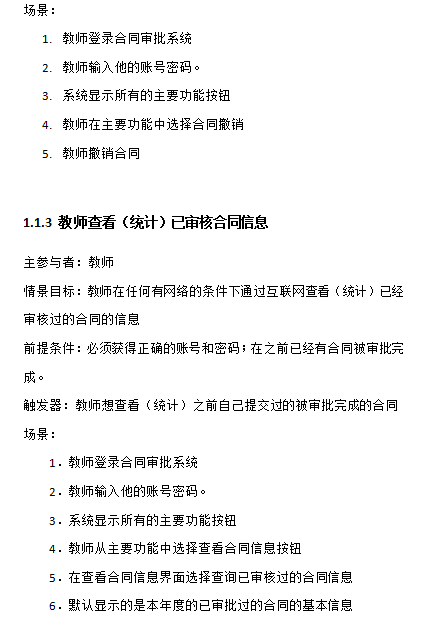 场景：
1. 教师登录合同审批系统
2. 教师输入他的账号密码。
3. 系统显示所有的主要功能按钮
4. 教师在主要功能中选择合同撤销
5. 教师撤销合同
1.1.3 教师查看（统计）已审核合同信息
主参与者：教师
情景目标：教师在任何有网络的条件下通过互联网查看（统计）已经
审核过的合同的信息
前提条件：必须获得正确的账号和密码；在之前已经有合同被审批完
成。
触发器：教师想查看（统计）之前自己提交过的被审批完成的合同
场景：
1．教师登录合同审批系统
2．教师输入他的账号密码。
3．系统显示所有的主要功能按钮
4．教师从主要功能中选择查看合同信息按钮
5．在查看合同信息界面选择查询已审核过的合同信息
6．默认显示的是本年度的已审批过的合同的基本信息